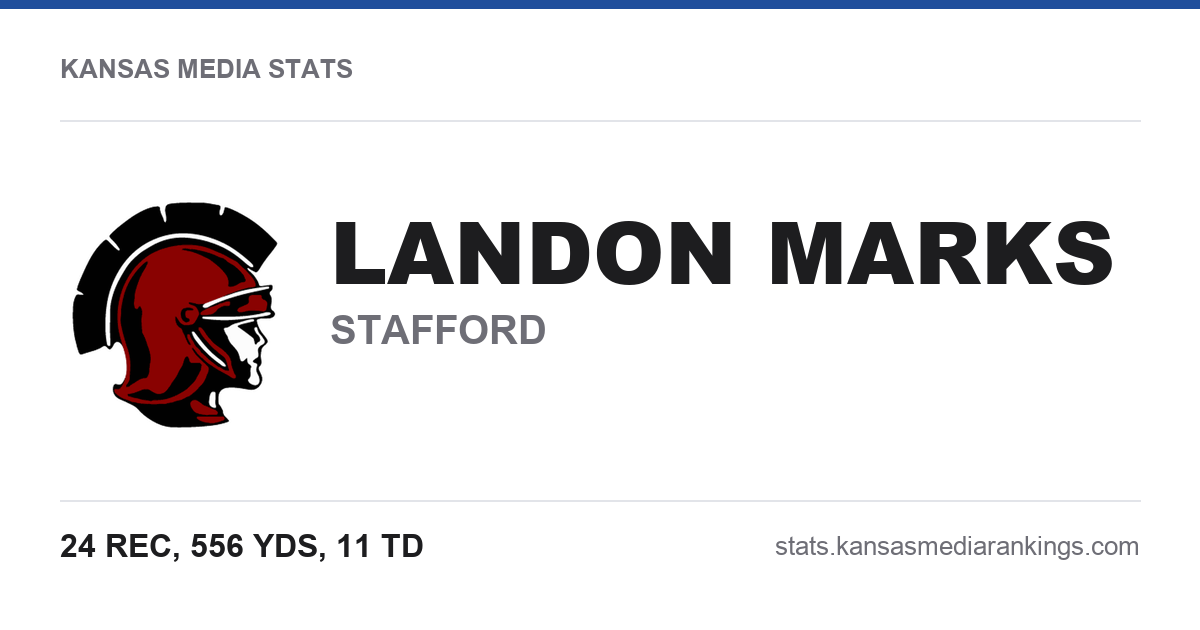 KANSAS MEDIA STATS
LANDON MARKS
STAFFORD
24 REC, 556 YDS, 11 TD
stats.kansasmediarankings.com